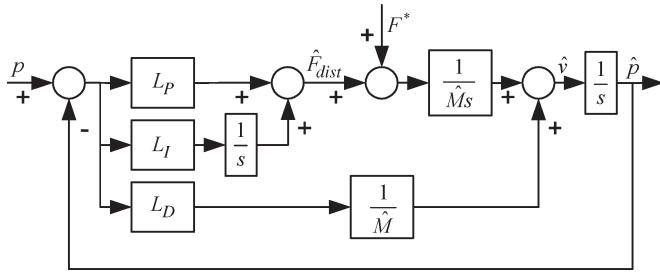 p
+
-
L_P
L_I
L_D
1/s
+
+
F̂_dist
+
+
F*
1/(M̂s)
1/M̂
+
+
v̂
1/s
p̂